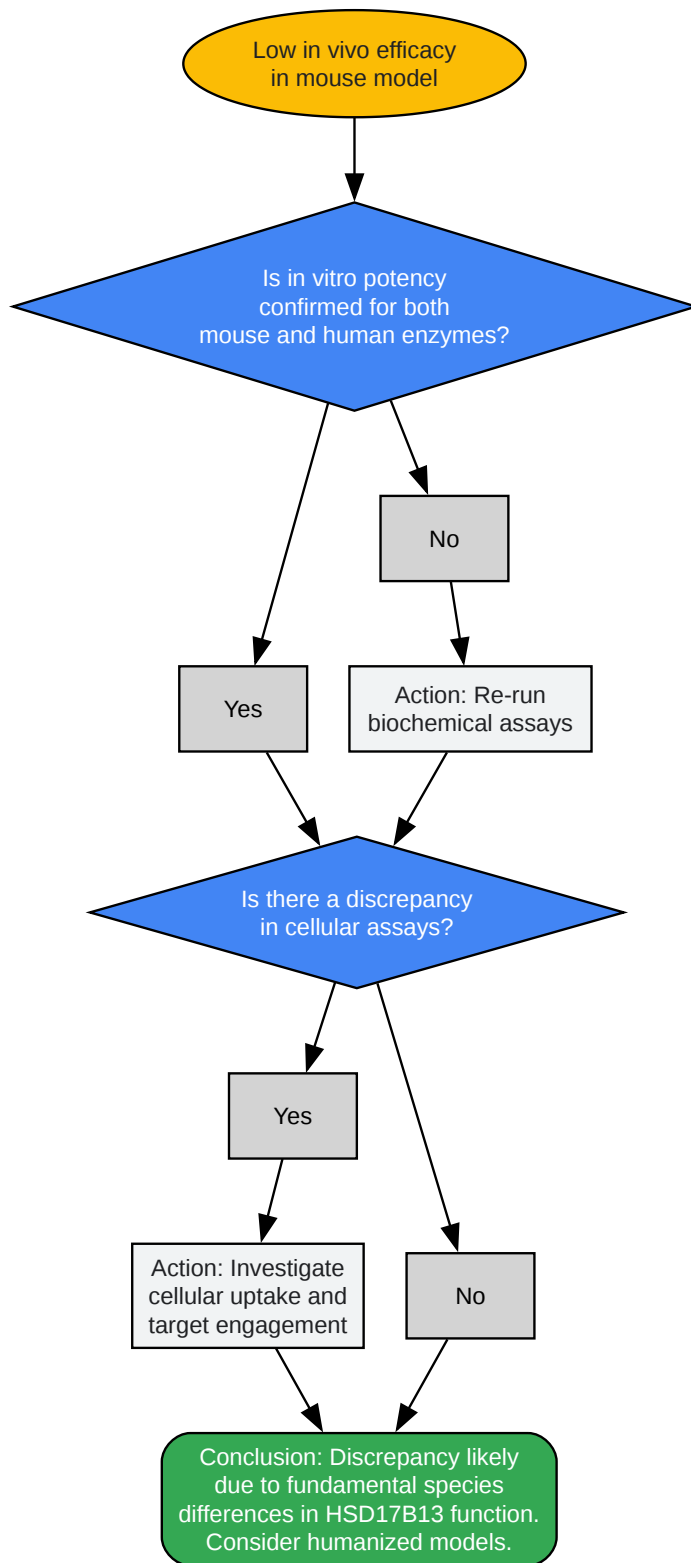 Low in vivo efficacy
in mouse model
Is in vitro potency
confirmed for both
mouse and human enzymes?
No
Yes
Action: Re-run
biochemical assays
Is there a discrepancy
in cellular assays?
Yes
Action: Investigate
cellular uptake and
target engagement
No
Conclusion: Discrepancy likely
due to fundamental species
differences in HSD17B13 function.
Consider humanized models.